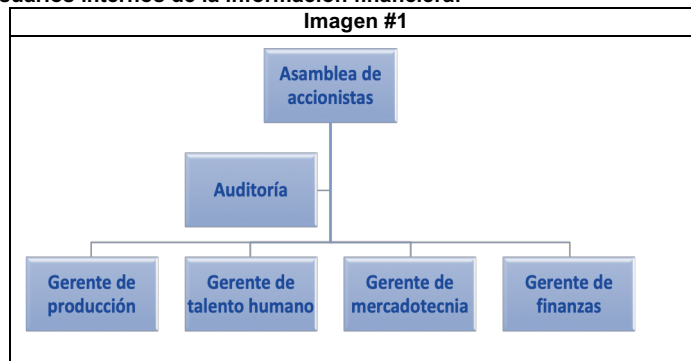 suarios internos de la información financiera.
Imagen #1
Asamblea de
accionistas
Auditoría
Gerente de
producción
Gerente de
talento humano
Gerente de
mercadotecnia
Gerente de
finanzas